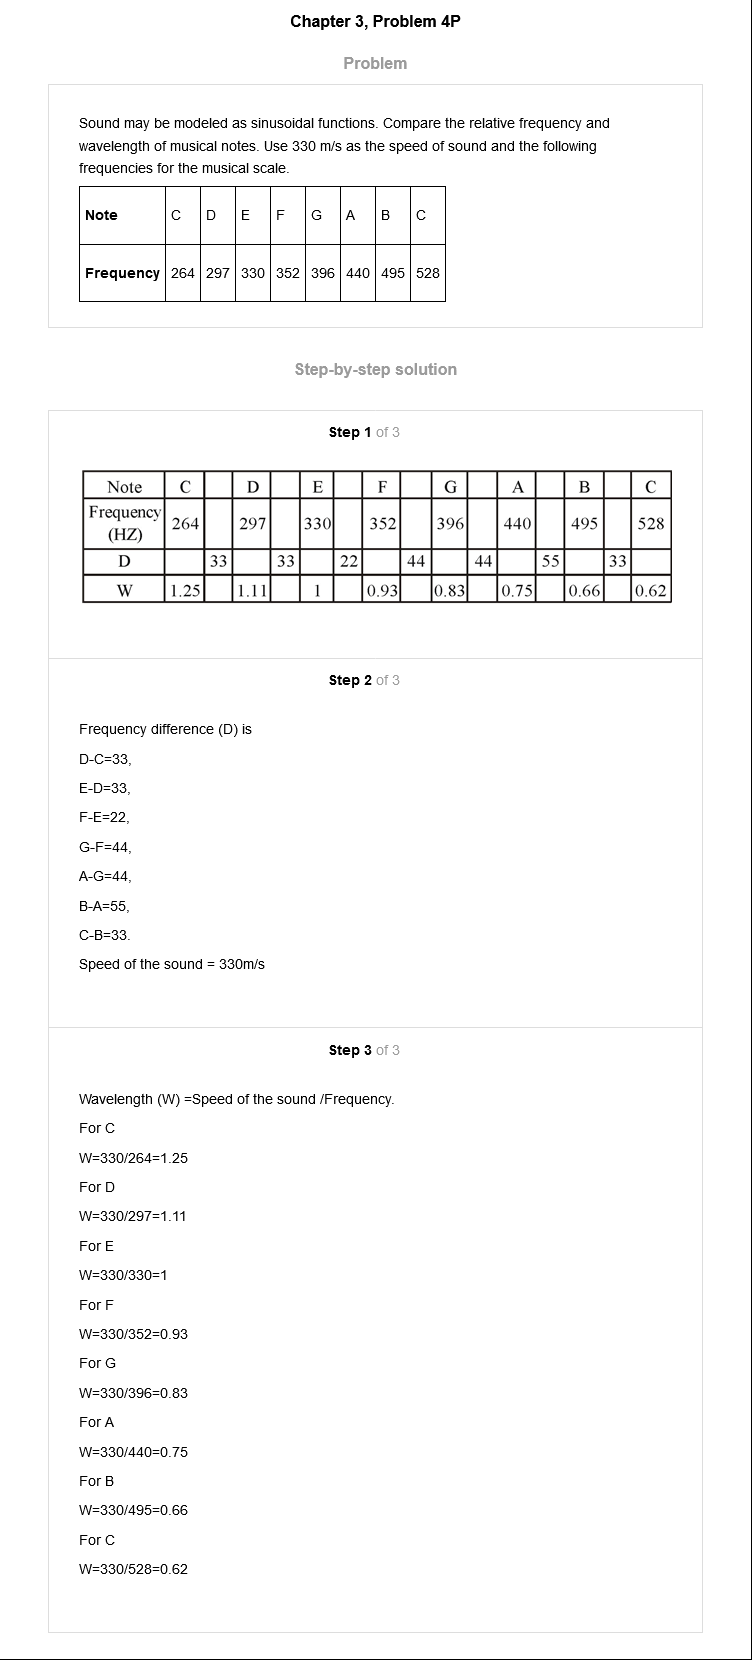 Chapter 3, Problem 4P
Problem
Sound may be modeled as sinusoidal functions. Compare the relative frequency and
wavelength of musical notes. Use 330 m/s as the speed of sound and the following
frequencies for the musical scale.
Note C D E F G A B C
Frequency 264 297 330 352 396 440 495 528
Step-by-step solution
Step 1 of 3
Note C D E F G A B C
Frequency
(HZ) 264 297 330 352 396 440 495 528
D 33 33 22 44 44 55 33
W 1.25 1.11 1 0.93 0.83 0.75 0.66 0.62
Step 2 of 3
Frequency difference (D) is
D-C=33,
E-D=33,
F-E=22,
G-F=44,
A-G=44,
B-A=55,
C-B=33.
Speed of the sound = 330m/s
Step 3 of 3
Wavelength (W) =Speed of the sound /Frequency.
For C
W=330/264=1.25
For D
W=330/297=1.11
For E
W=330/330=1
For F
W=330/352=0.93
For G
W=330/396=0.83
For A
W=330/440=0.75
For B
W=330/495=0.66
For C
W=330/528=0.62